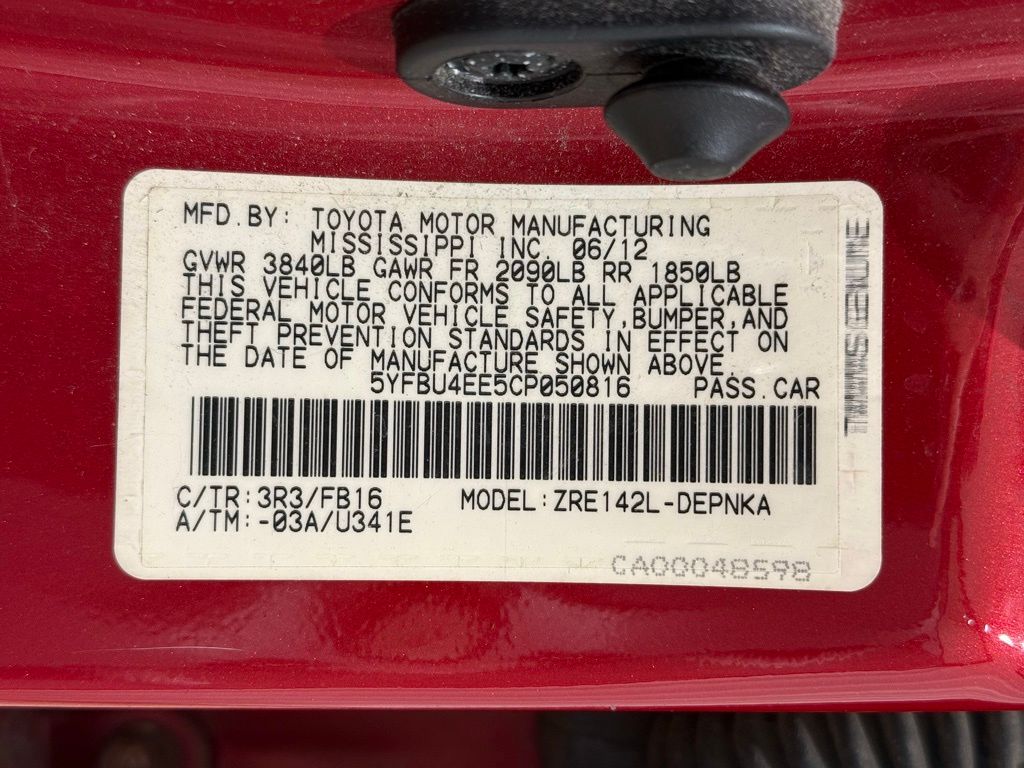 MFD.BY: TOYOTA MOTOR MANUFACTURING
MISSISSIPPI INC. 06/12
GVWR 3840LB GAWR FR 2090LB RR 1850LB
THIS VEHICLE CONFORMS TO ALL APPLICABLE
FEDERAL MOTOR VEHICLE SAFETY,BUMPER,AND
THEFT PREVENTION STANDARDS IN EFFECT ON
THE DATE OF MANUFACTURE SHOWN ABOVE.
5YFBU4EE5CP050816 PASS.CAR
C/TR:3R3/FB16 MODEL:ZRE142L-DEPNKA
A/TM:-03A/U341E
CA00048598